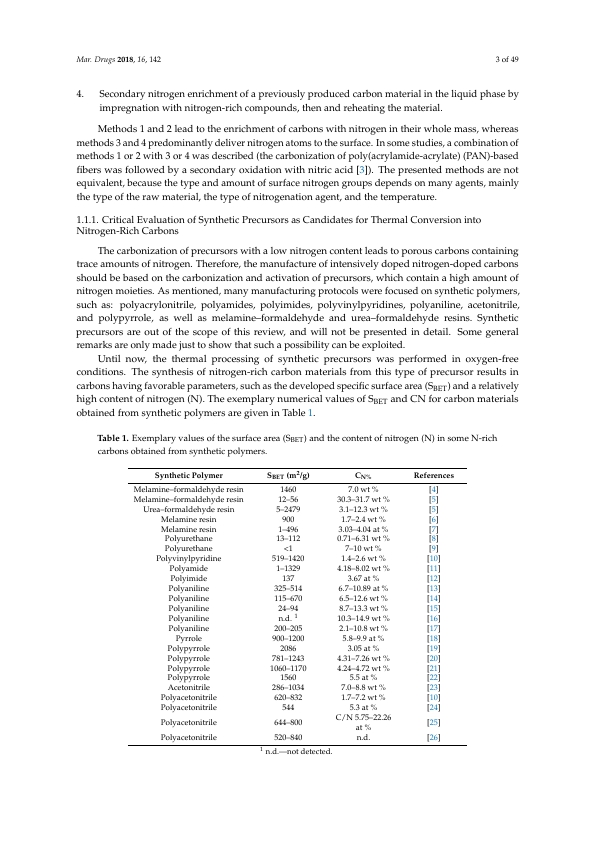 Mar. Drugs 2018, 16, 142 3 of 49
4. Secondary nitrogen enrichment of a previously produced carbon material in the liquid phase by
impregnation with nitrogen-rich compounds, then and reheating the material.
Methods 1 and 2 lead to the enrichment of carbons with nitrogen in their whole mass, whereas
methods 3 and 4 predominantly deliver nitrogen atoms to the surface. In some studies, a combination of
methods 1 or 2 with 3 or 4 was described (the carbonization of poly(acrylamide-acrylate) (PAN)-based
fibers was followed by a secondary oxidation with nitric acid [3]). The presented methods are not
equivalent, because the type and amount of surface nitrogen groups depends on many agents, mainly
the type of the raw material, the type of nitrogenation agent, and the temperature.
1.1.1. Critical Evaluation of Synthetic Precursors as Candidates for Thermal Conversion into
Nitrogen-Rich Carbons
The carbonization of precursors with a low nitrogen content leads to porous carbons containing
trace amounts of nitrogen. Therefore, the manufacture of intensively doped nitrogen-doped carbons
should be based on the carbonization and activation of precursors, which contain a high amount of
nitrogen moieties. As mentioned, many manufacturing protocols were focused on synthetic polymers,
such as: polyacrylonitrile, polyamides, polyimides, polyvinylpyridines, polyaniline, acetonitrile,
and polypyrrole, as well as melamine–formaldehyde and urea–formaldehyde resins. Synthetic
precursors are out of the scope of this review, and will not be presented in detail. Some general
remarks are only made just to show that such a possibility can be exploited.
Until now, the thermal processing of synthetic precursors was performed in oxygen-free
conditions. The synthesis of nitrogen-rich carbon materials from this type of precursor results in
carbons having favorable parameters, such as the developed specific surface area (SBET) and a relatively
high content of nitrogen (N). The exemplary numerical values of SBET and CN for carbon materials
obtained from synthetic polymers are given in Table 1.
Table 1. Exemplary values of the surface area (SBET) and the content of nitrogen (N) in some N-rich
carbons obtained from synthetic polymers.
Synthetic Polymer SBET (m2/g) CN% References
Melamine–formaldehyde resin 1460 7.0 wt % [4]
Melamine–formaldehyde resin 12–56 30.3–31.7 wt % [5]
Urea–formaldehyde resin 5–2479 3.1–12.3 wt % [5]
Melamine resin 900 1.7–2.4 wt % [6]
Melamine resin 1–496 3.03–4.04 at % [7]
Polyurethane 13–112 0.71–6.31 wt % [8]
Polyurethane <1 7–10 wt % [9]
Polyvinylpyridine 519–1420 1.4–2.6 wt % [10]
Polyamide 1–1329 4.18–8.02 wt % [11]
Polyimide 137 3.67 at % [12]
Polyaniline 325–514 6.7–10.89 at % [13]
Polyaniline 115–670 6.5–12.6 wt % [14]
Polyaniline 24–94 8.7–13.3 wt % [15]
Polyaniline n.d. 1 10.3–14.9 wt % [16]
Polyaniline 200–205 2.1–10.8 wt % [17]
Pyrrole 900–1200 5.8–9.9 at % [18]
Polypyrrole 2086 3.05 at % [19]
Polypyrrole 781–1243 4.31–7.26 wt % [20]
Polypyrrole 1060–1170 4.24–4.72 wt % [21]
Polypyrrole 1560 5.5 at % [22]
Acetonitrile 286–1034 7.0–8.8 wt % [23]
Polyacetonitrile 620–832 1.7–7.2 wt % [10]
Polyacetonitrile 544 5.3 at % [24]
Polyacetonitrile 644–800 C/N 5.75–22.26
at % [25]
Polyacetonitrile 520–840 n.d. [26]
1 n.d.—not detected.